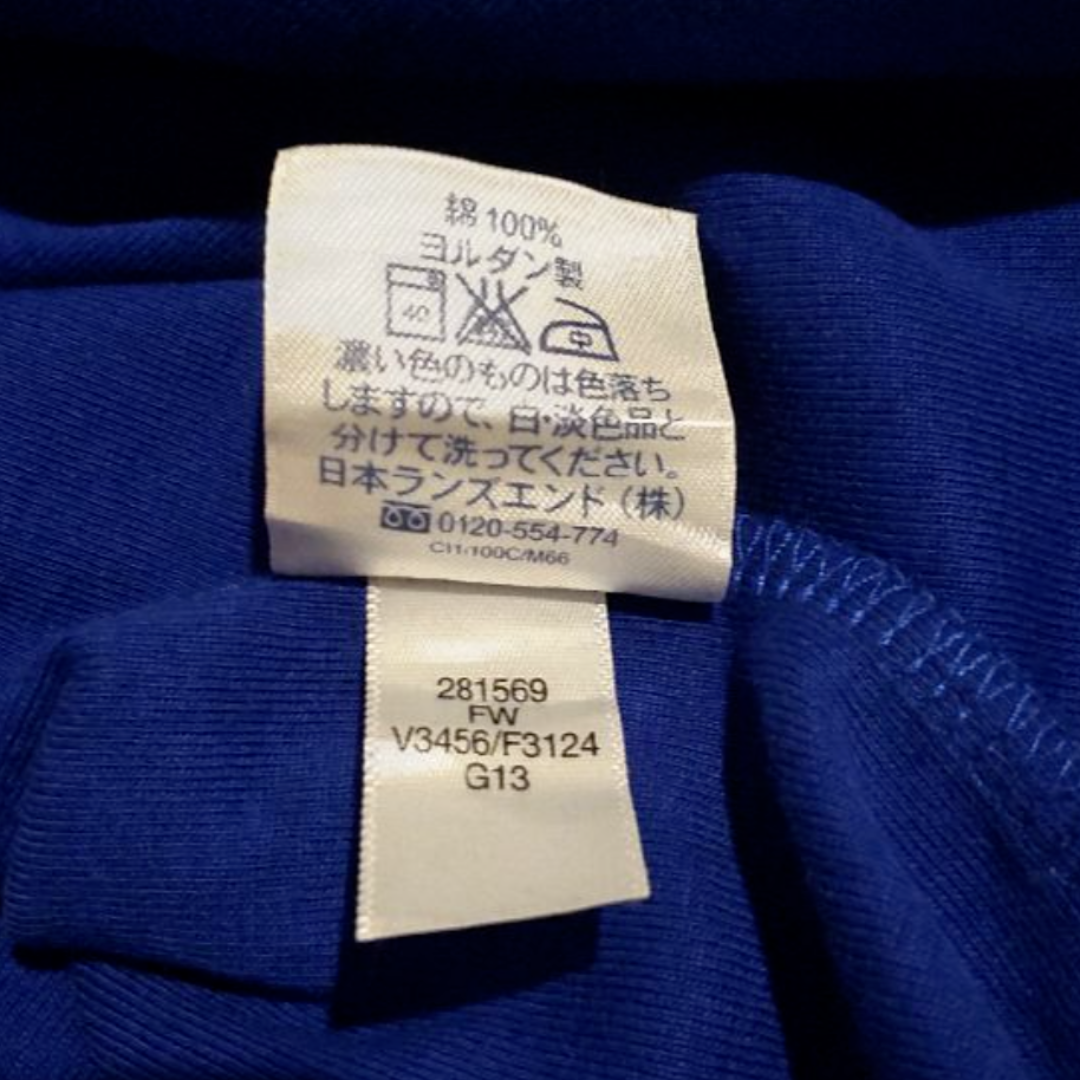 綿 100%
ヨルダン製
40
中
濃い色のものは色落ち
しますので、白・淡色品と
分けて洗ってください。
日本ランズエンド（株）
0120-554-774
C11/100C/M66
281569
FW
V3456/F3124
G13